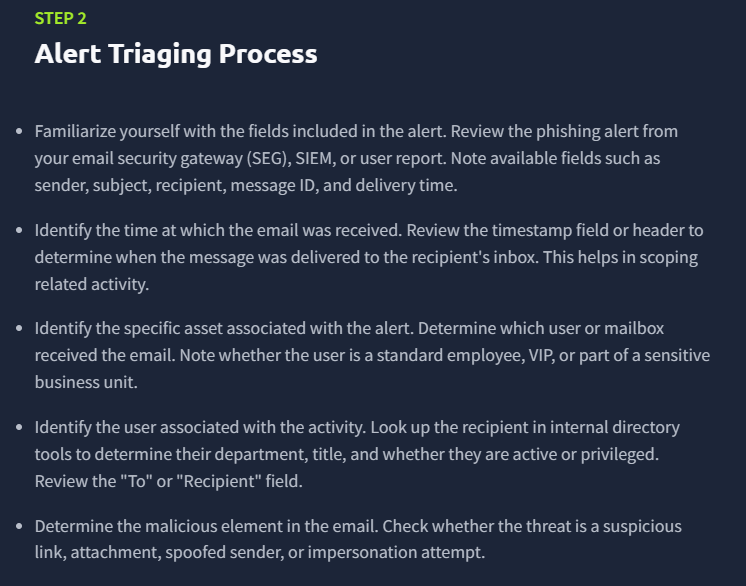 STEP 2
Alert Triaging Process
• Familiarize yourself with the fields included in the alert. Review the phishing alert from
your email security gateway (SEG), SIEM, or user report. Note available fields such as
sender, subject, recipient, message ID, and delivery time.
• Identify the time at which the email was received. Review the timestamp field or header to
determine when the message was delivered to the recipient's inbox. This helps in scoping
related activity.
• Identify the specific asset associated with the alert. Determine which user or mailbox
received the email. Note whether the user is a standard employee, VIP, or part of a sensitive
business unit.
• Identify the user associated with the activity. Look up the recipient in internal directory
tools to determine their department, title, and whether they are active or privileged.
Review the "To" or "Recipient" field.
• Determine the malicious element in the email. Check whether the threat is a suspicious
link, attachment, spoofed sender, or impersonation attempt.